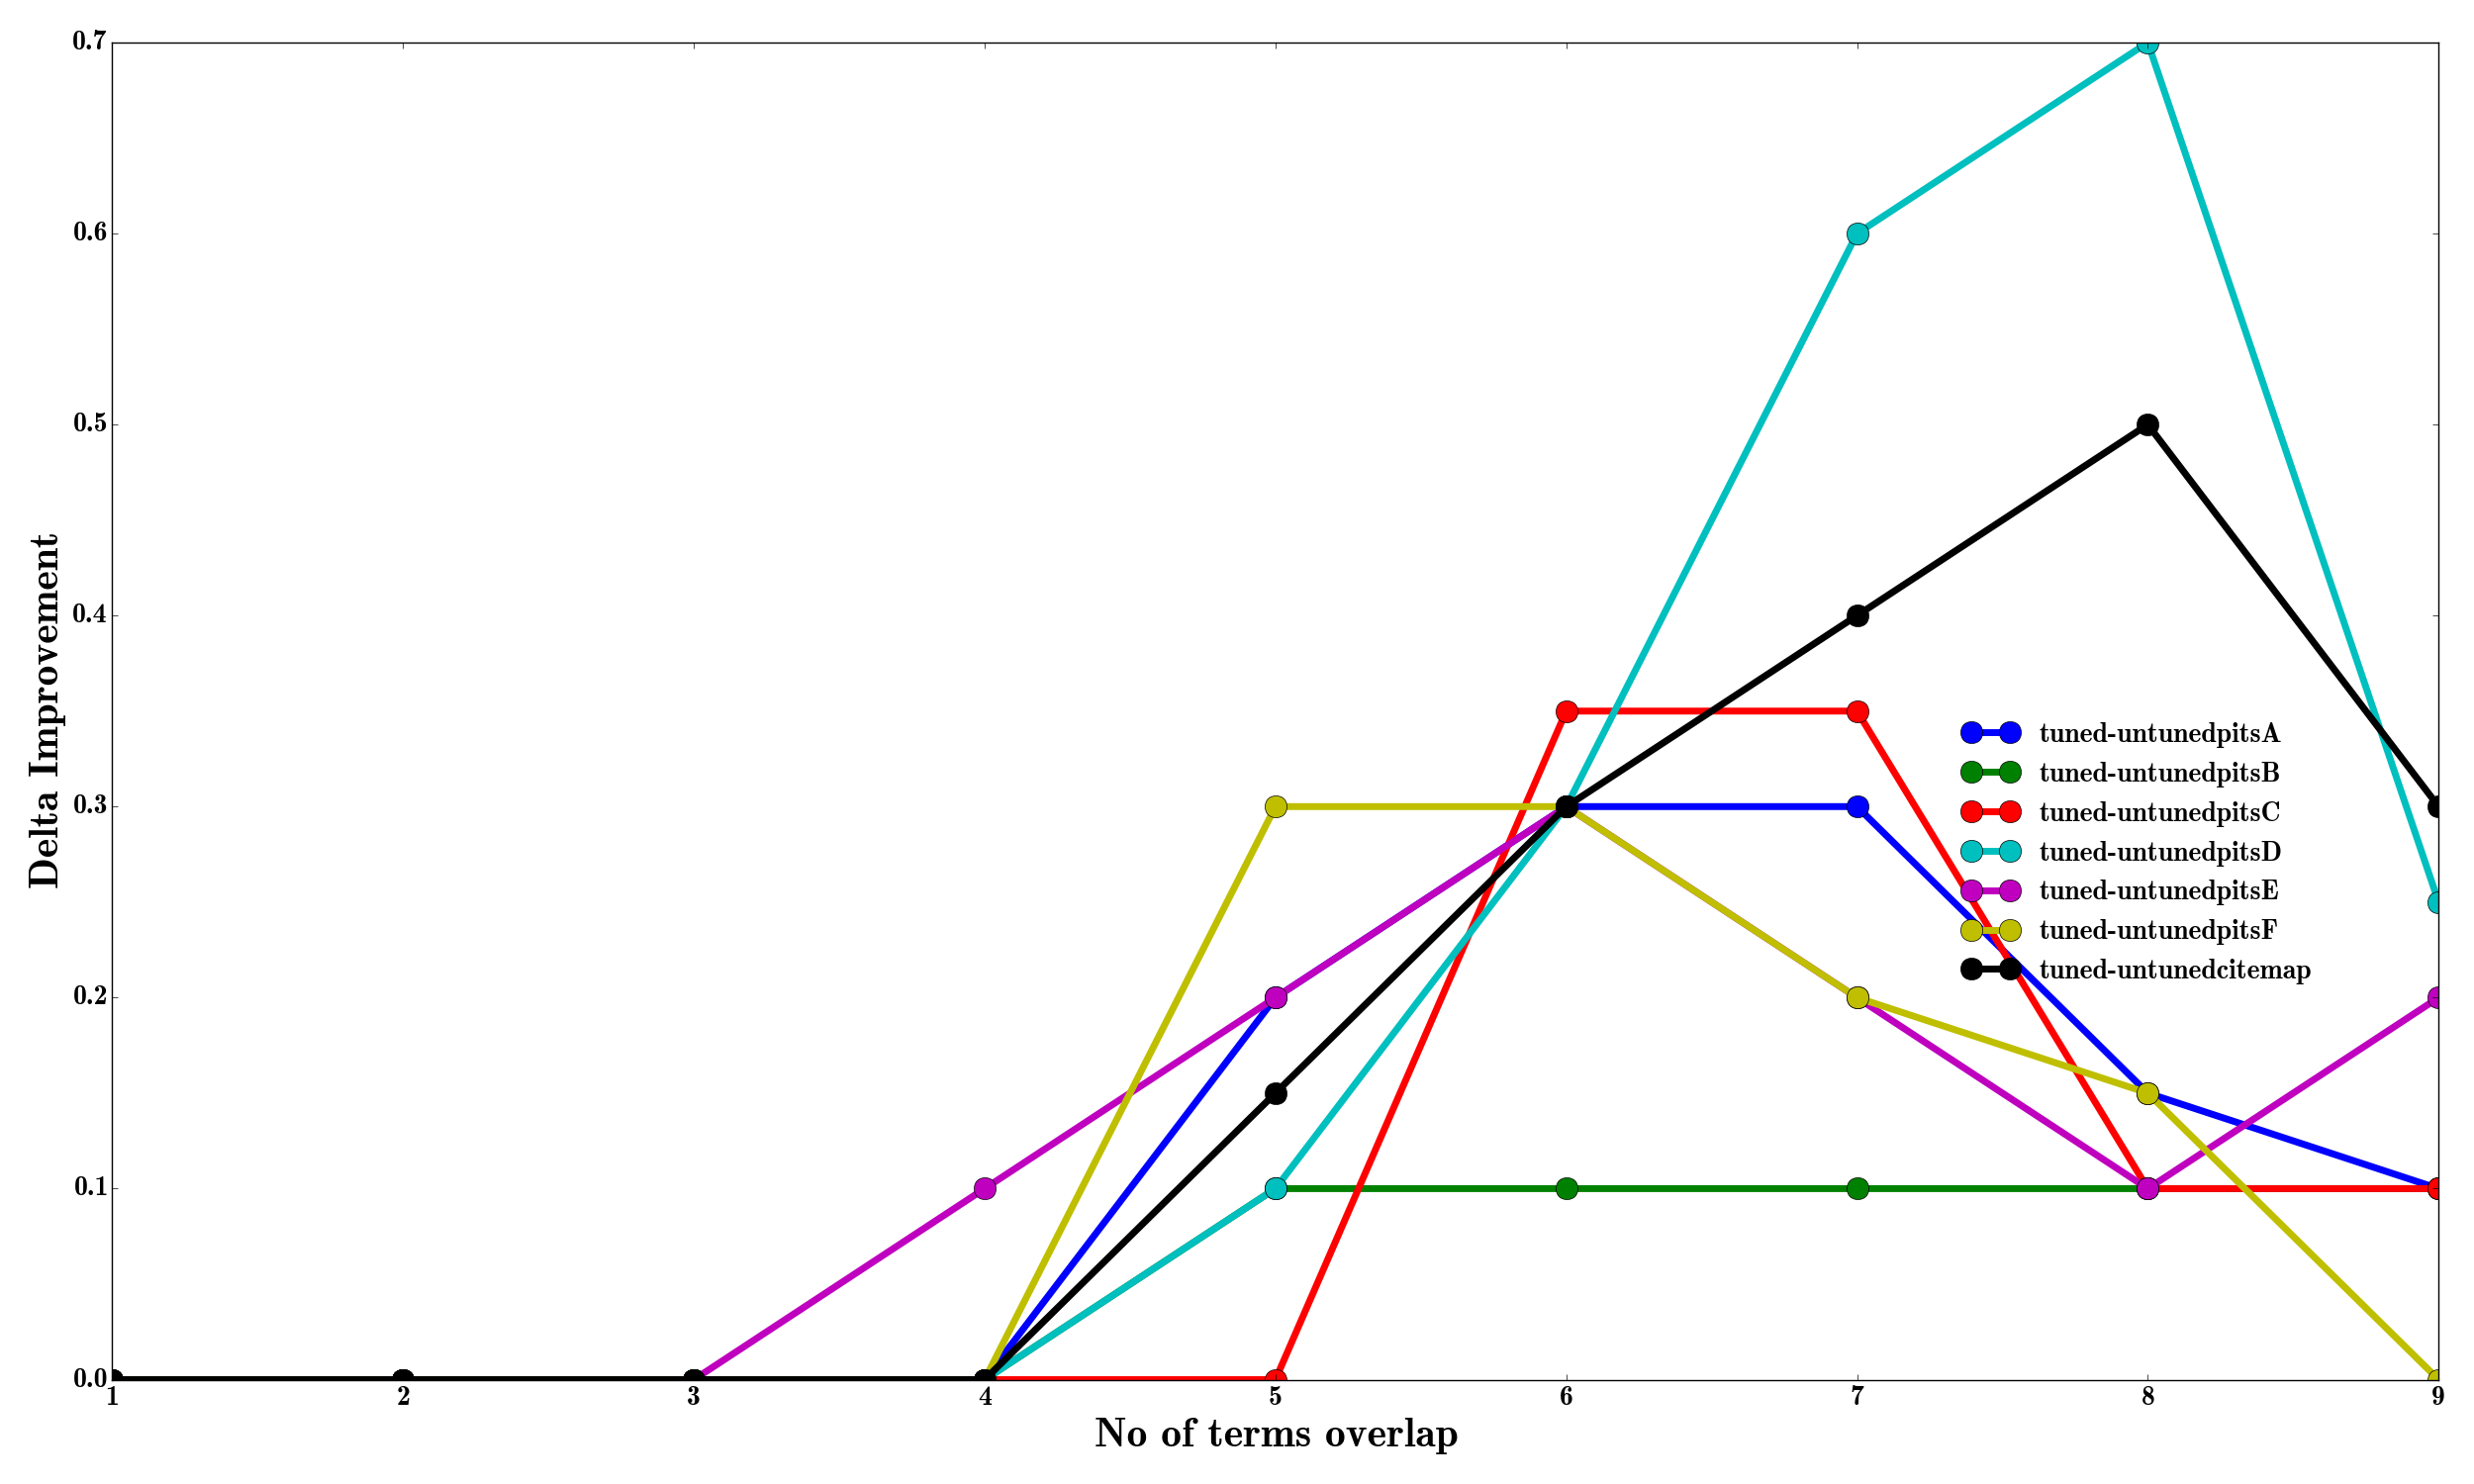 0.7
0.6
0.5
0.4
0.3
0.2
0.1
0.0
Delta Improvement
1 2 3 4 5 6 7 8 9
No of terms overlap
tuned-untunedpitsA
tuned-untunedpitsB
tuned-untunedpitsC
tuned-untunedpitsD
tuned-untunedpitsE
tuned-untunedpitsF
tuned-untunedcitemap